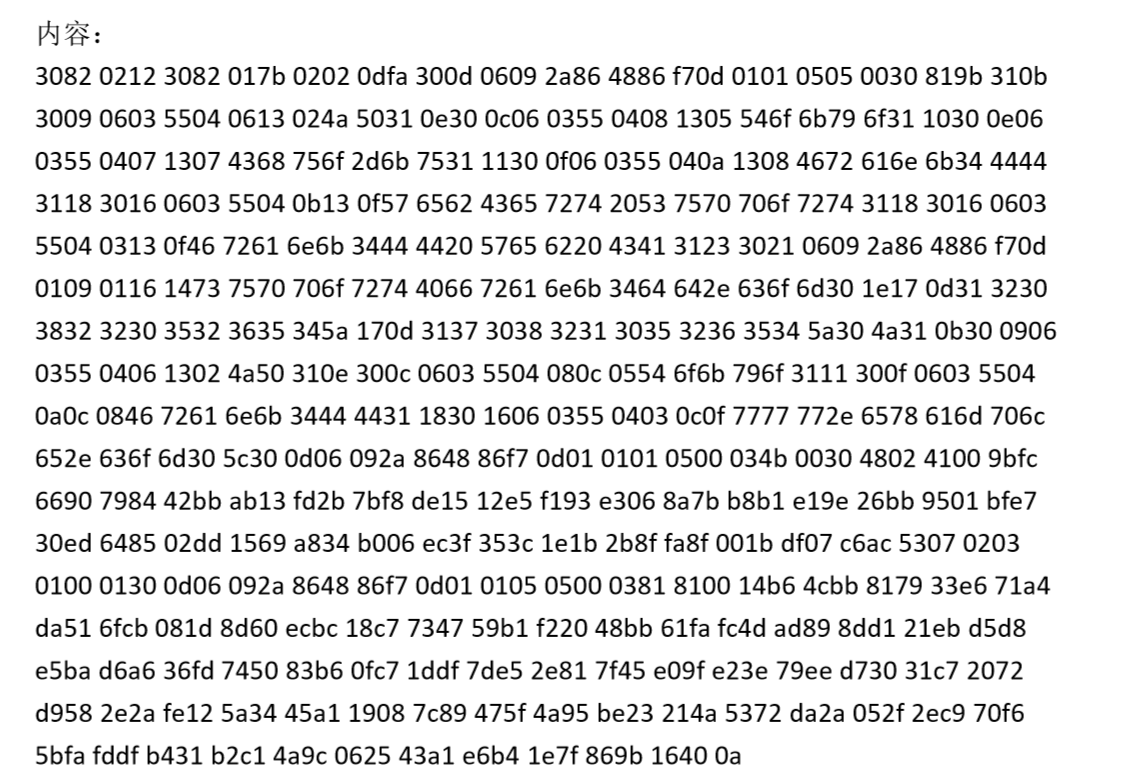 内容：
3082 0212 3082 017b 0202 0dfa 300d 0609 2a86 4886 f70d 0101 0505 0030 819b 310b
3009 0603 5504 0613 024a 5031 0e30 0c06 0355 0408 1305 546f 6b79 6f31 1030 0e06
0355 0407 1307 4368 756f 2d6b 7531 1130 0f06 0355 040a 1308 4672 616e 6b34 4444
3118 3016 0603 5504 0b13 0f57 6562 4365 7274 2053 7570 706f 7274 3118 3016 0603
5504 0313 0f46 7261 6e6b 3444 4420 5765 6220 4341 3123 3021 0609 2a86 4886 f70d
0109 0116 1473 7570 706f 7274 4066 7261 6e6b 3464 642e 636f 6d30 1e17 0d31 3230
3832 3230 3532 3635 345a 170d 3137 3038 3231 3035 3236 3534 5a30 4a31 0b30 0906
0355 0406 1302 4a50 310e 300c 0603 5504 080c 0554 6f6b 796f 3111 300f 0603 5504
0a0c 0846 7261 6e6b 3444 4431 1830 1606 0355 0403 0c0f 7777 772e 6578 616d 706c
652e 636f 6d30 5c30 0d06 092a 8648 86f7 0d01 0101 0500 034b 0030 4802 4100 9bfc
6690 7984 42bb ab13 fd2b 7bf8 de15 12e5 f193 e306 8a7b b8b1 e19e 26bb 9501 bfe7
30ed 6485 02dd 1569 a834 b006 ec3f 353c 1e1b 2b8f fa8f 001b df07 c6ac 5307 0203
0100 0130 0d06 092a 8648 86f7 0d01 0105 0500 0381 8100 14b6 4cbb 8179 33e6 71a4
da51 6fcb 081d 8d60 ecbc 18c7 7347 59b1 f220 48bb 61fa fc4d ad89 8dd1 21eb d5d8
e5ba d6a6 36fd 7450 83b6 0fc7 1ddf 7de5 2e81 7f45 e09f e23e 79ee d730 31c7 2072
d958 2e2a fe12 5a34 45a1 1908 7c89 475f 4a95 be23 214a 5372 da2a 052f 2ec9 70f6
5bfa fddf b431 b2c1 4a9c 0625 43a1 e6b4 1e7f 869b 1640 0a